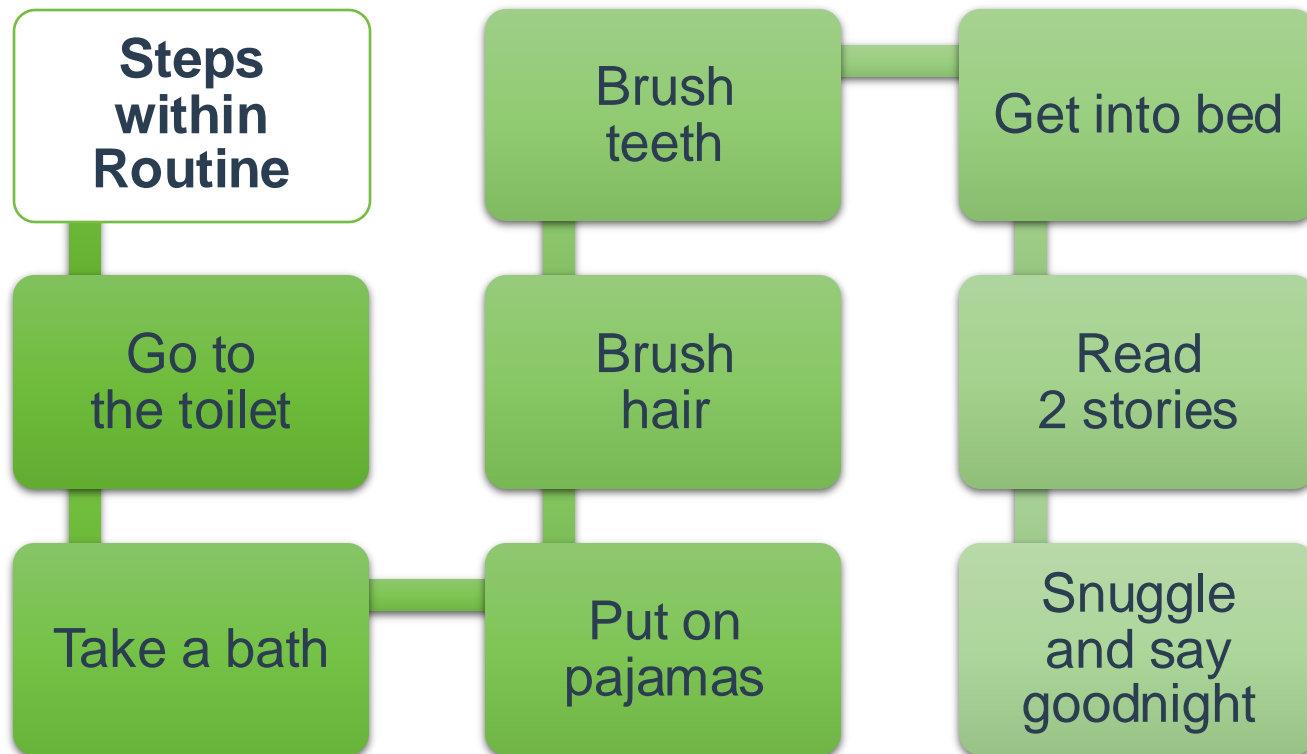 Steps
within
Routine
Go to
the toilet
Take a bath
Put on
pajamas
Brush
hair
Brush
teeth
Get into bed
Read
2 stories
Snuggle
and say
goodnight